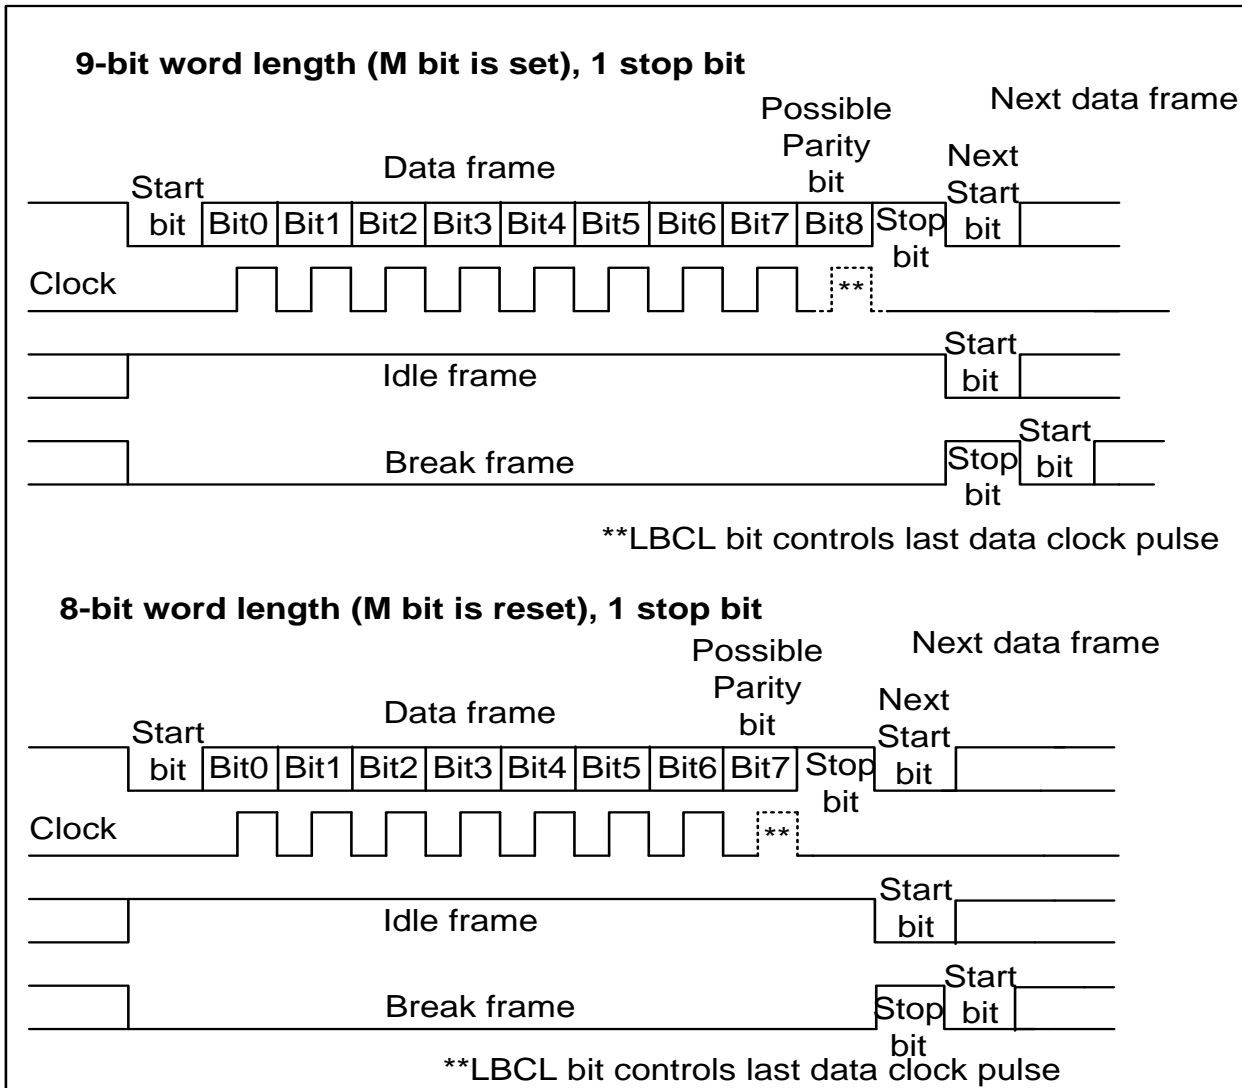 9-bit word length (M bit is set), 1 stop bit
Next data frame
Possible
Parity
bit
Data frame
Next
Start
bit
Start
bit
Bit0 Bit1 Bit2 Bit3 Bit4 Bit5 Bit6 Bit7 Bit8
Stop
bit
Clock
**
Idle frame
Start
bit
Break frame
Stop
bit
Start
bit
**LBCL bit controls last data clock pulse
8-bit word length (M bit is reset), 1 stop bit
Next data frame
Possible
Parity
bit
Data frame
Next
Start
bit
Start
bit
Bit0 Bit1 Bit2 Bit3 Bit4 Bit5 Bit6 Bit7
Stop
bit
Clock
**
Idle frame
Start
bit
Break frame
Stop
bit
Start
bit
**LBCL bit controls last data clock pulse